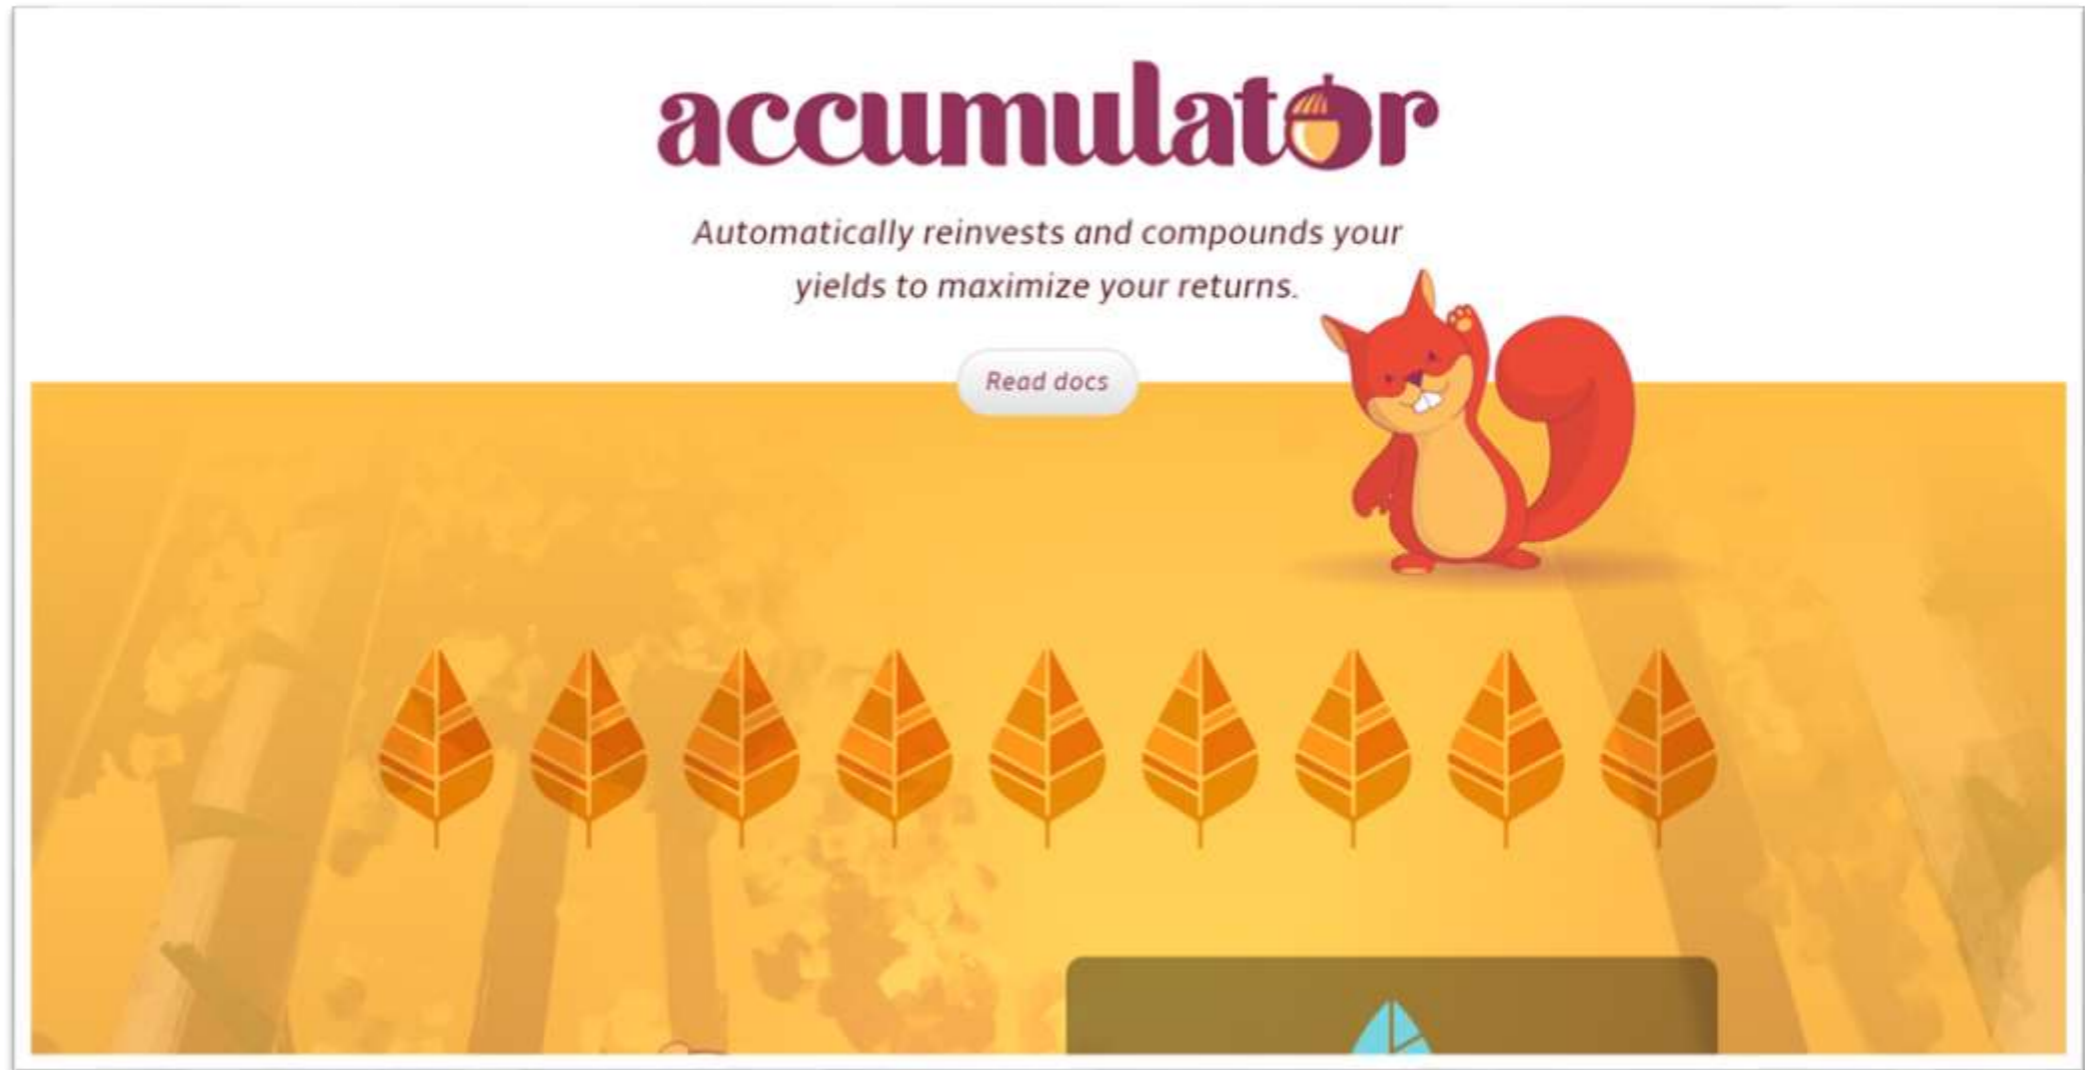 accumulator
Automatically reinvests and compounds your
yields to maximize your returns.
Read docs